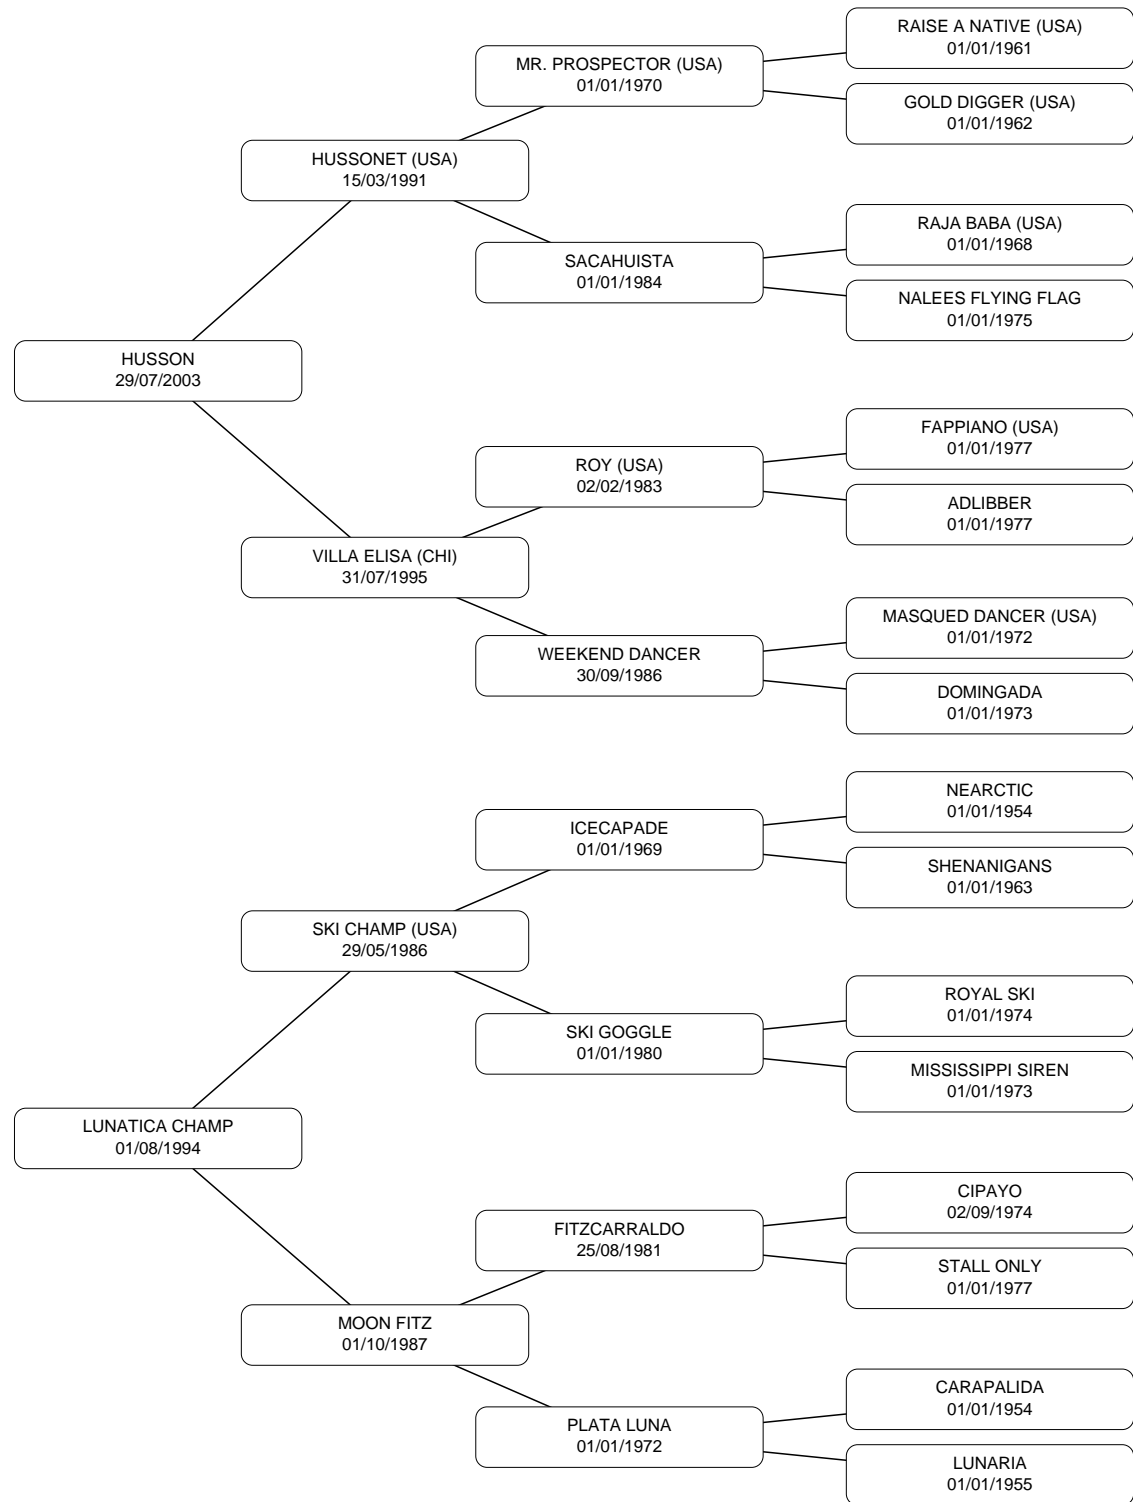 RAISE A NATIVE (USA)
01/01/1961
MR. PROSPECTOR (USA)
01/01/1970
GOLD DIGGER (USA)
01/01/1962
HUSSONET (USA)
15/03/1991
RAJA BABA (USA)
01/01/1968
SACAHUISTA
01/01/1984
NALEES FLYING FLAG
01/01/1975
HUSSON
29/07/2003
FAPPIANO (USA)
01/01/1977
ROY (USA)
02/02/1983
ADLIBBER
01/01/1977
VILLA ELISA (CHI)
31/07/1995
MASQUED DANCER (USA)
01/01/1972
WEEKEND DANCER
30/09/1986
DOMINGADA
01/01/1973
NEARCTIC
01/01/1954
ICECAPADE
01/01/1969
SHENANIGANS
01/01/1963
SKI CHAMP (USA)
29/05/1986
ROYAL SKI
01/01/1974
SKI GOGGLE
01/01/1980
MISSISSIPPI SIREN
01/01/1973
LUNATICA CHAMP
01/08/1994
CIPAYO
02/09/1974
FITZCARRALDO
25/08/1981
STALL ONLY
01/01/1977
MOON FITZ
01/10/1987
CARAPALIDA
01/01/1954
PLATA LUNA
01/01/1972
LUNARIA
01/01/1955